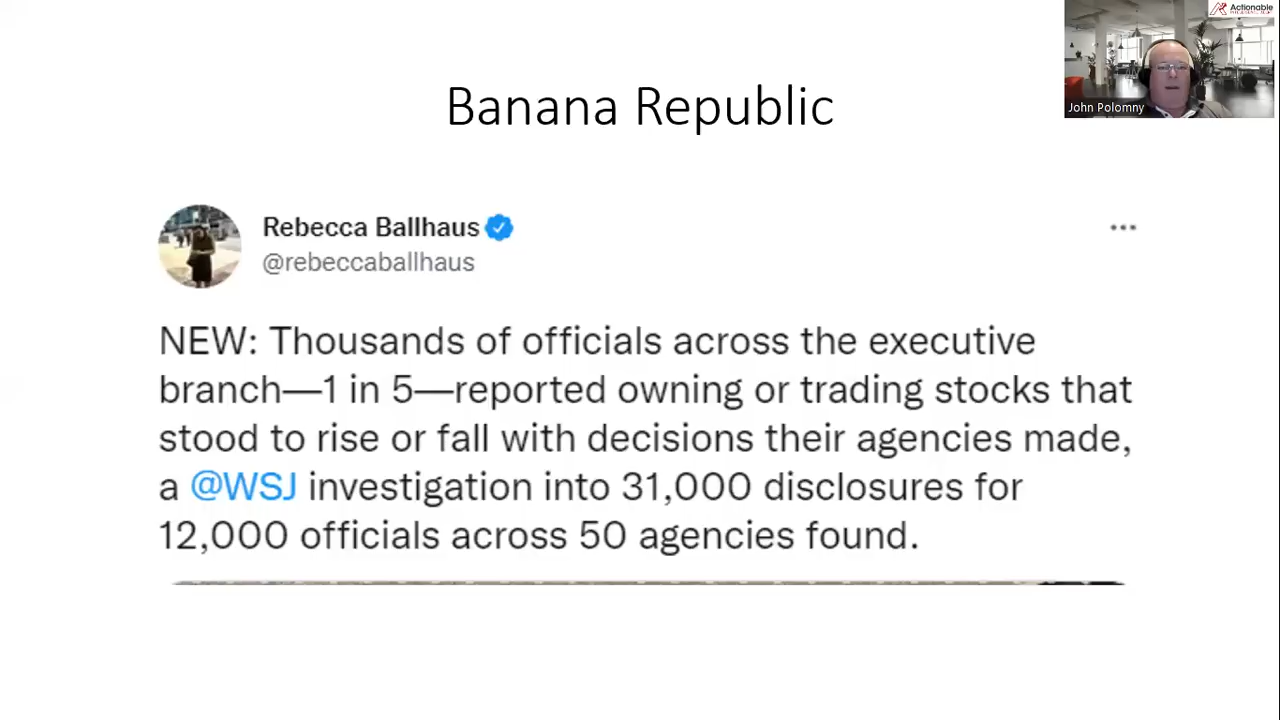 Actionable
John Polomny
Banana Republic
Rebecca Ballhaus
@rebeccaballhaus
NEW: Thousands of officials across the executive
branch—1 in 5—reported owning or trading stocks that
stood to rise or fall with decisions their agencies made,
a @WSJ investigation into 31,000 disclosures for
12,000 officials across 50 agencies found.